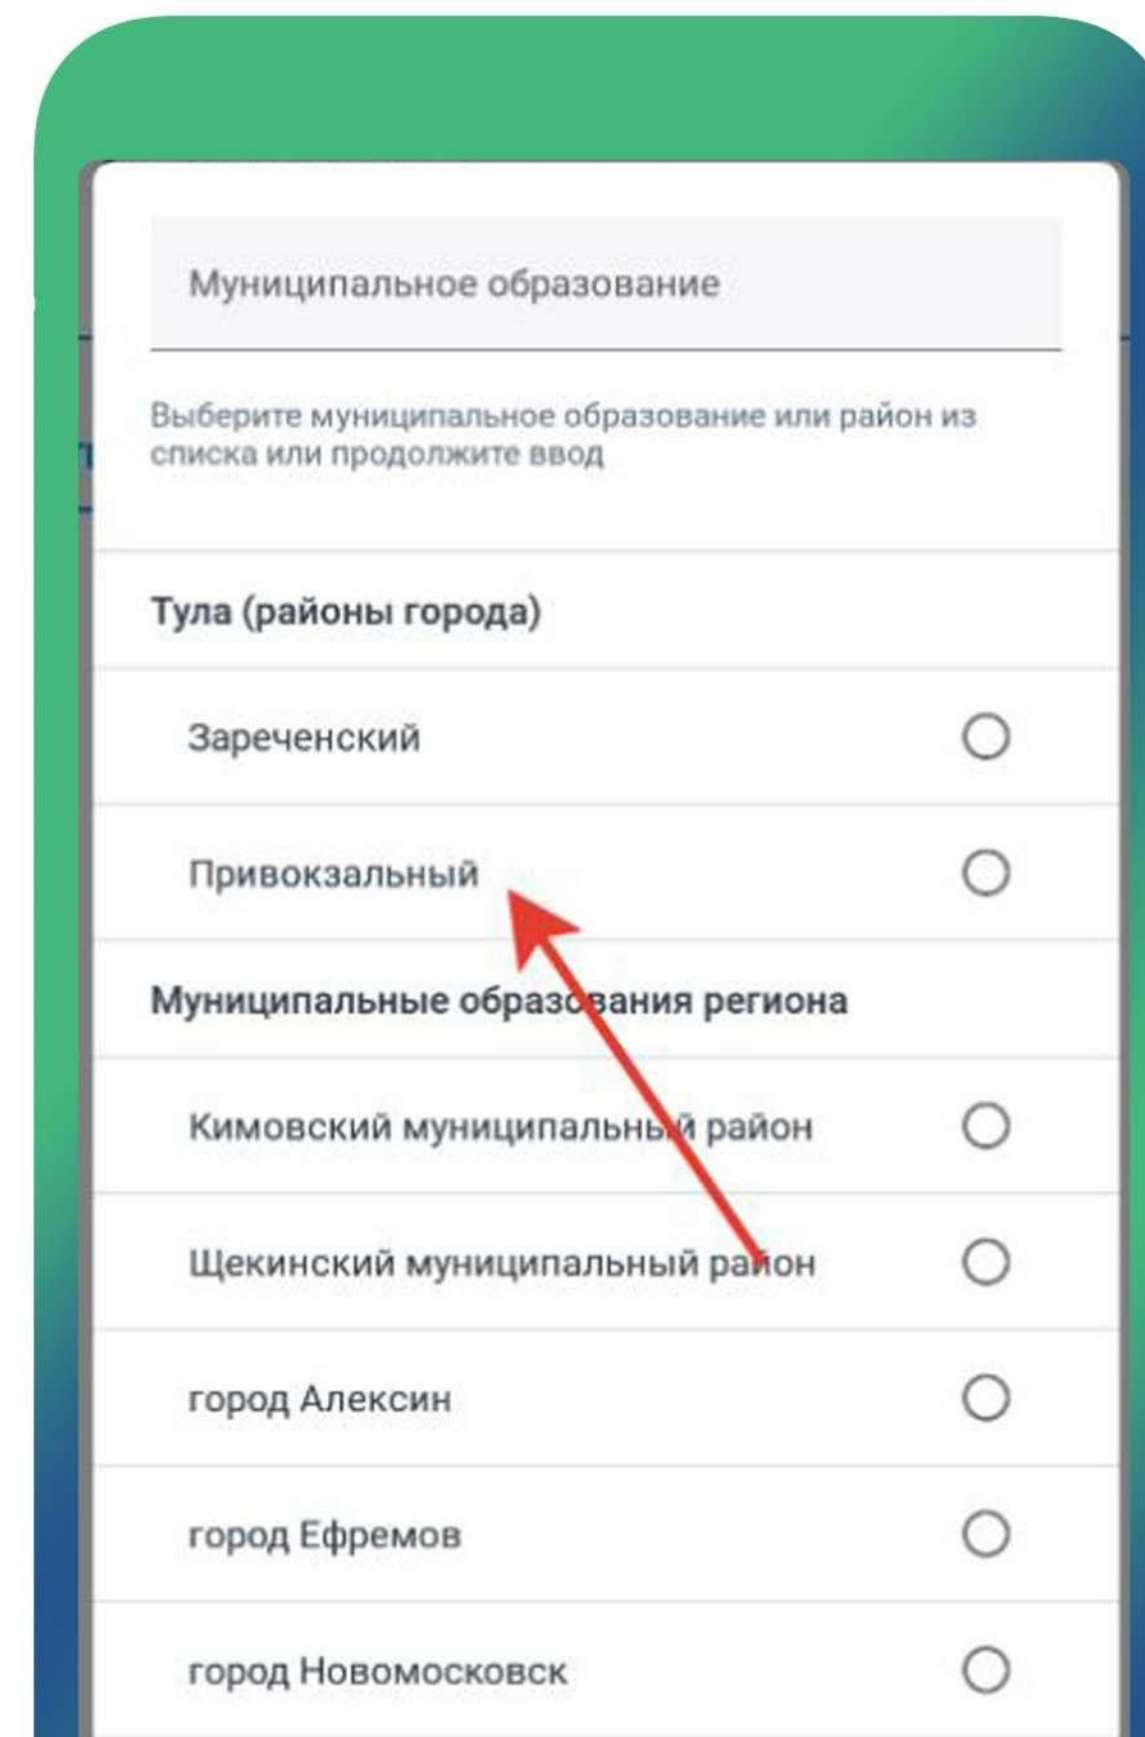 Муниципальное образование
Выберите муниципальное образование или район из
списка или продолжите ввод
Тула (районы города)
Зареченский
Привокзальный
Муниципальные образования региона
Кимовский муниципальный район
Щекинский муниципальный район
город Алексин
город Ефремов
город Новомосковск